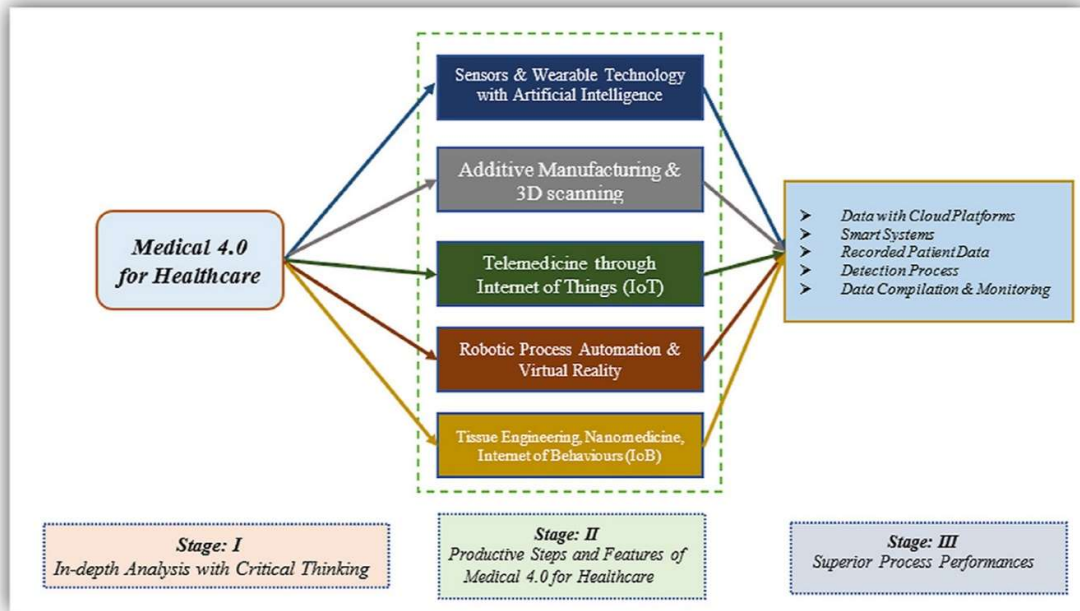 Medical 4.0
for Healthcare
Sensors & Wearable Technology
with Artificial Intelligence
Additive Manufacturing &
3D scanning
Telemedicine through
Internet of Things (IoT)
Robotic Process Automation &
Virtual Reality
Tissue Engineering, Nanomedicine,
Internet of Behaviours (IoB)
➤ Data with Cloud Platforms
➤ Smart Systems
➤ Recorded Patient Data
➤ Detection Process
➤ Data Compilation & Monitoring
Stage: I
In-depth Analysis with Critical Thinking
Stage: II
Productive Steps and Features of
Medical 4.0 for Healthcare
Stage: III
Superior Process Performances